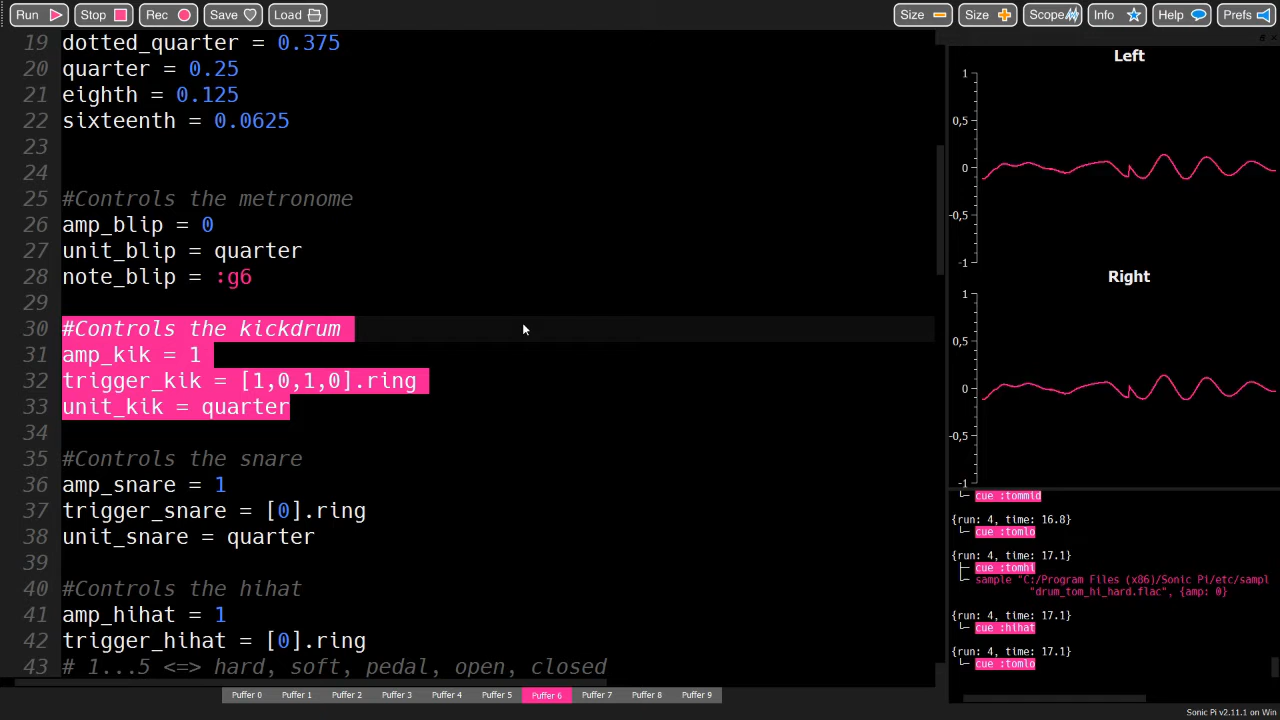 Run
Stop
Rec
Save
Load
Size
Size
Scope
Info
Help
Prefs
19 dotted_quarter = 0.375
20 quarter = 0.25
21 eighth = 0.125
22 sixteenth = 0.0625
23
24
25 #Controls the metronome
26 amp_blip = 0
27 unit_blip = quarter
28 note_blip = :g6
29
30 #Controls the kickdrum
31 amp_kik = 1
32 trigger_kik = [1,0,1,0].ring
33 unit_kik = quarter
34
35 #Controls the snare
36 amp_snare = 1
37 trigger_snare = [0].ring
38 unit_snare = quarter
39
40 #Controls the hihat
41 amp_hihat = 1
42 trigger_hihat = [0].ring
43 # 1...5 <=> hard, soft, pedal, open, closed
Left
1
0,5
0
-0,5
-1
Right
1
0,5
0
-0,5
-1
cue :tommld
{run: 4, time: 16.8}
cue :tomlo
{run: 4, time: 17.1}
cue :tomhi
sample "C:/Program Files (x86)/Sonic Pi/etc/sampl
"drum_tom_hi_hard.flac", {amp: 0}
{run: 4, time: 17.1}
cue :hihat
{run: 4, time: 17.1}
cue :tomlo
Puffer 0
Puffer 1
Puffer 2
Puffer 3
Puffer 4
Puffer 5
Puffer 6
Puffer 7
Puffer 8
Puffer 9
Sonic Pi v2.11.1 on Win